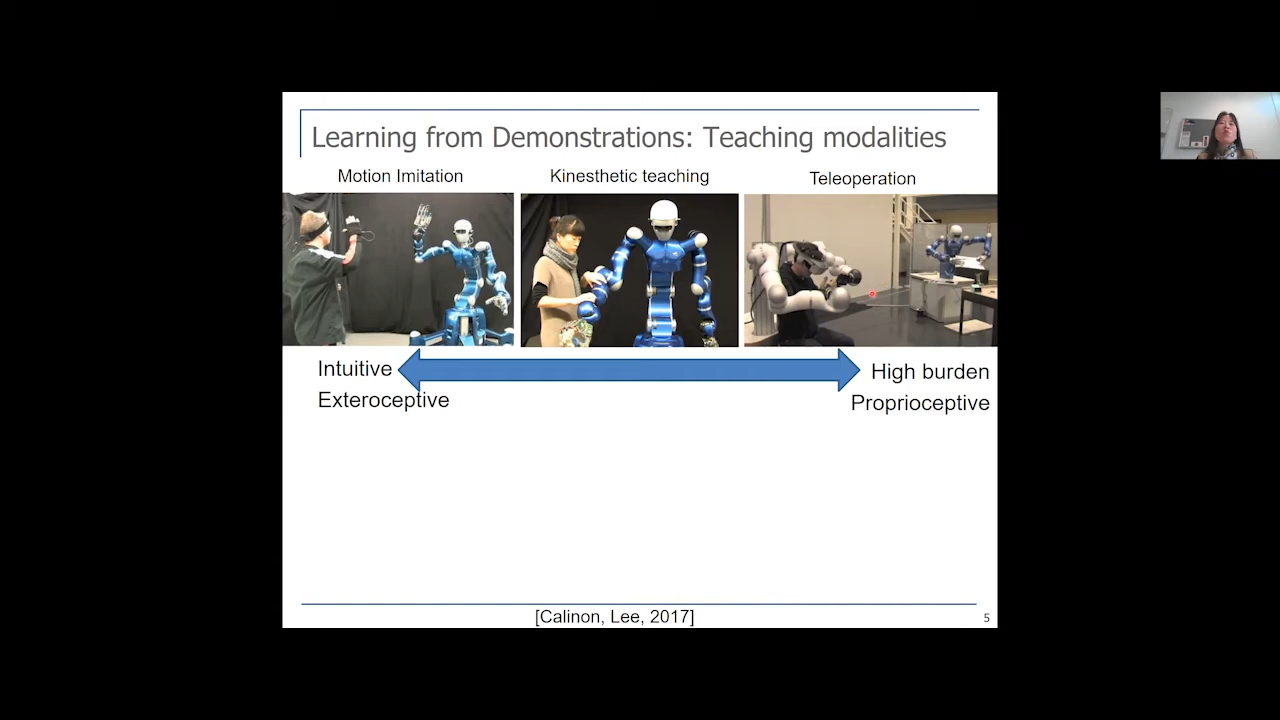 Learning from Demonstrations: Teaching modalities
Motion Imitation
Kinesthetic teaching
Teleoperation
Intuitive
High burden
Exteroceptive
Proprioceptive
[Calinon, Lee, 2017]
5